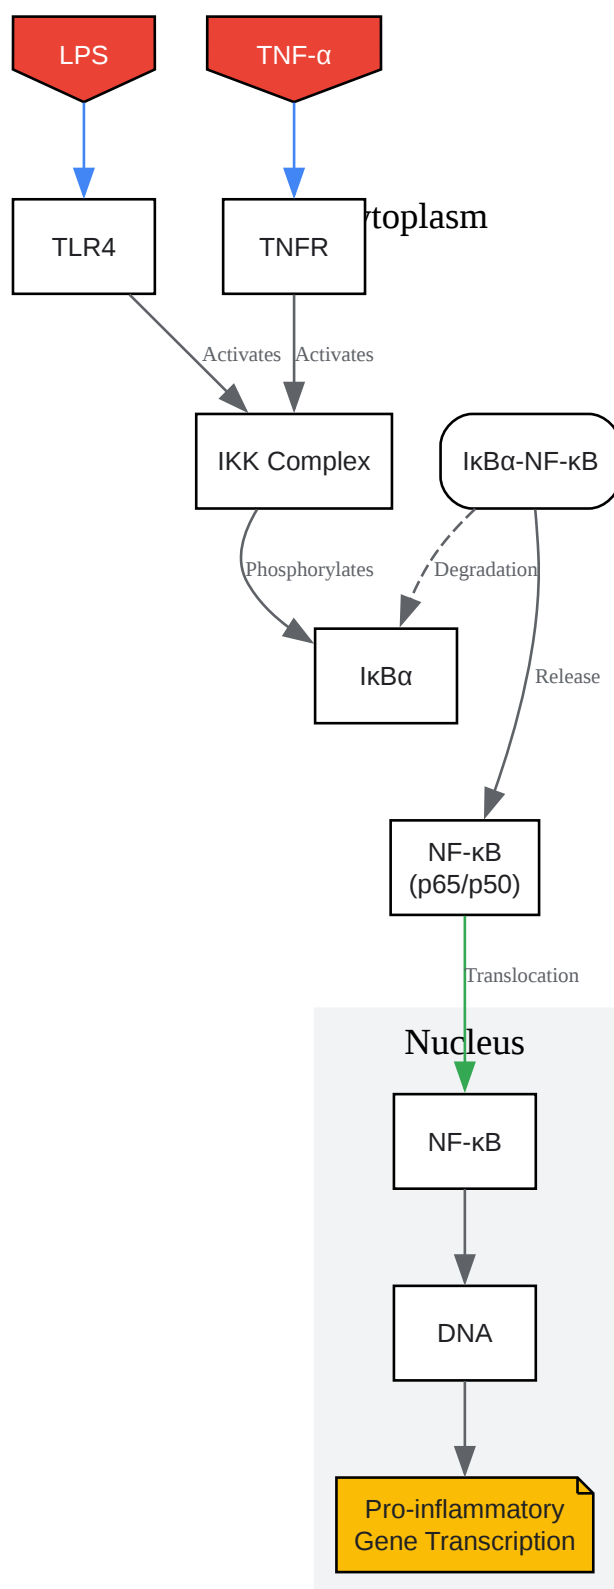 LPS
TNF-α
TLR4
TNFR
ytoplasm
Activates
Activates
IKK Complex
IκBα-NF-κB
Phosphorylates
Degradation
IκBα
Release
NF-κB
(p65/p50)
Translocation
Nucleus
NF-κB
DNA
Pro-inflammatory
Gene Transcription